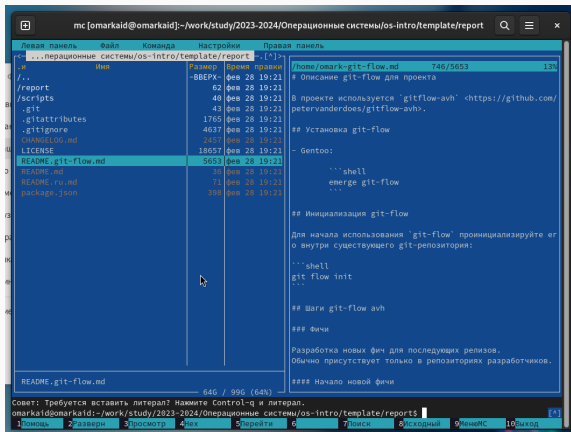 mc [omarkaid@omarkaid]:~/work/study/2023-2024/Операционные системы/os-intro/template/report
Левая панель Файл Команда Настройки Правая панель
<─ ...перационные системы/os-intro/template/report ─.[^]>
.и Имя Размер Время правки
/.. -ВВЕРХ- фев 28 19:21
/report 62 фев 28 19:21
/scripts 40 фев 28 19:21
.git 43 фев 28 19:21
.gitattributes 1765 фев 28 19:21
.gitignore 4637 фев 28 19:21
CHANGELOG.md 2457 фев 28 19:21
LICENSE 18657 фев 28 19:21
README.git-flow.md 5653 фев 28 19:21
README.md 36 фев 28 19:21
README.ru.md 71 фев 28 19:21
package.json 398 фев 28 19:21
README.git-flow.md
64G / 99G (64%)
/home/omark~git-flow.md 746/5653 13%
# Описание git-flow для проекта
В проекте используется `gitflow-avh` <https://github.com/
petervanderdoes/gitflow-avh>.
## Установка git-flow
- Gentoo:
```shell
emerge git-flow
```
## Инициализация git-flow
Для начала использования `git-flow` проинициализируйте ег
о внутри существующего git-репозитория:
```shell
git flow init
```
## Шаги git-flow avh
### Фичи
Разработка новых фич для последующих релизов.
Обычно присутствует только в репозиториях разработчиков.
#### Начало новой фичи
Совет: Требуется вставить литерал? Нажмите Control-q и литерал.
omarkaid@omarkaid:~/work/study/2023-2024/Операционные системы/os-intro/template/report$ [^]
1Помощь 2Разверн 3Просмотр 4Hex 5Перейти 6 7Поиск 8Исходный 9МенюMC 10Выход